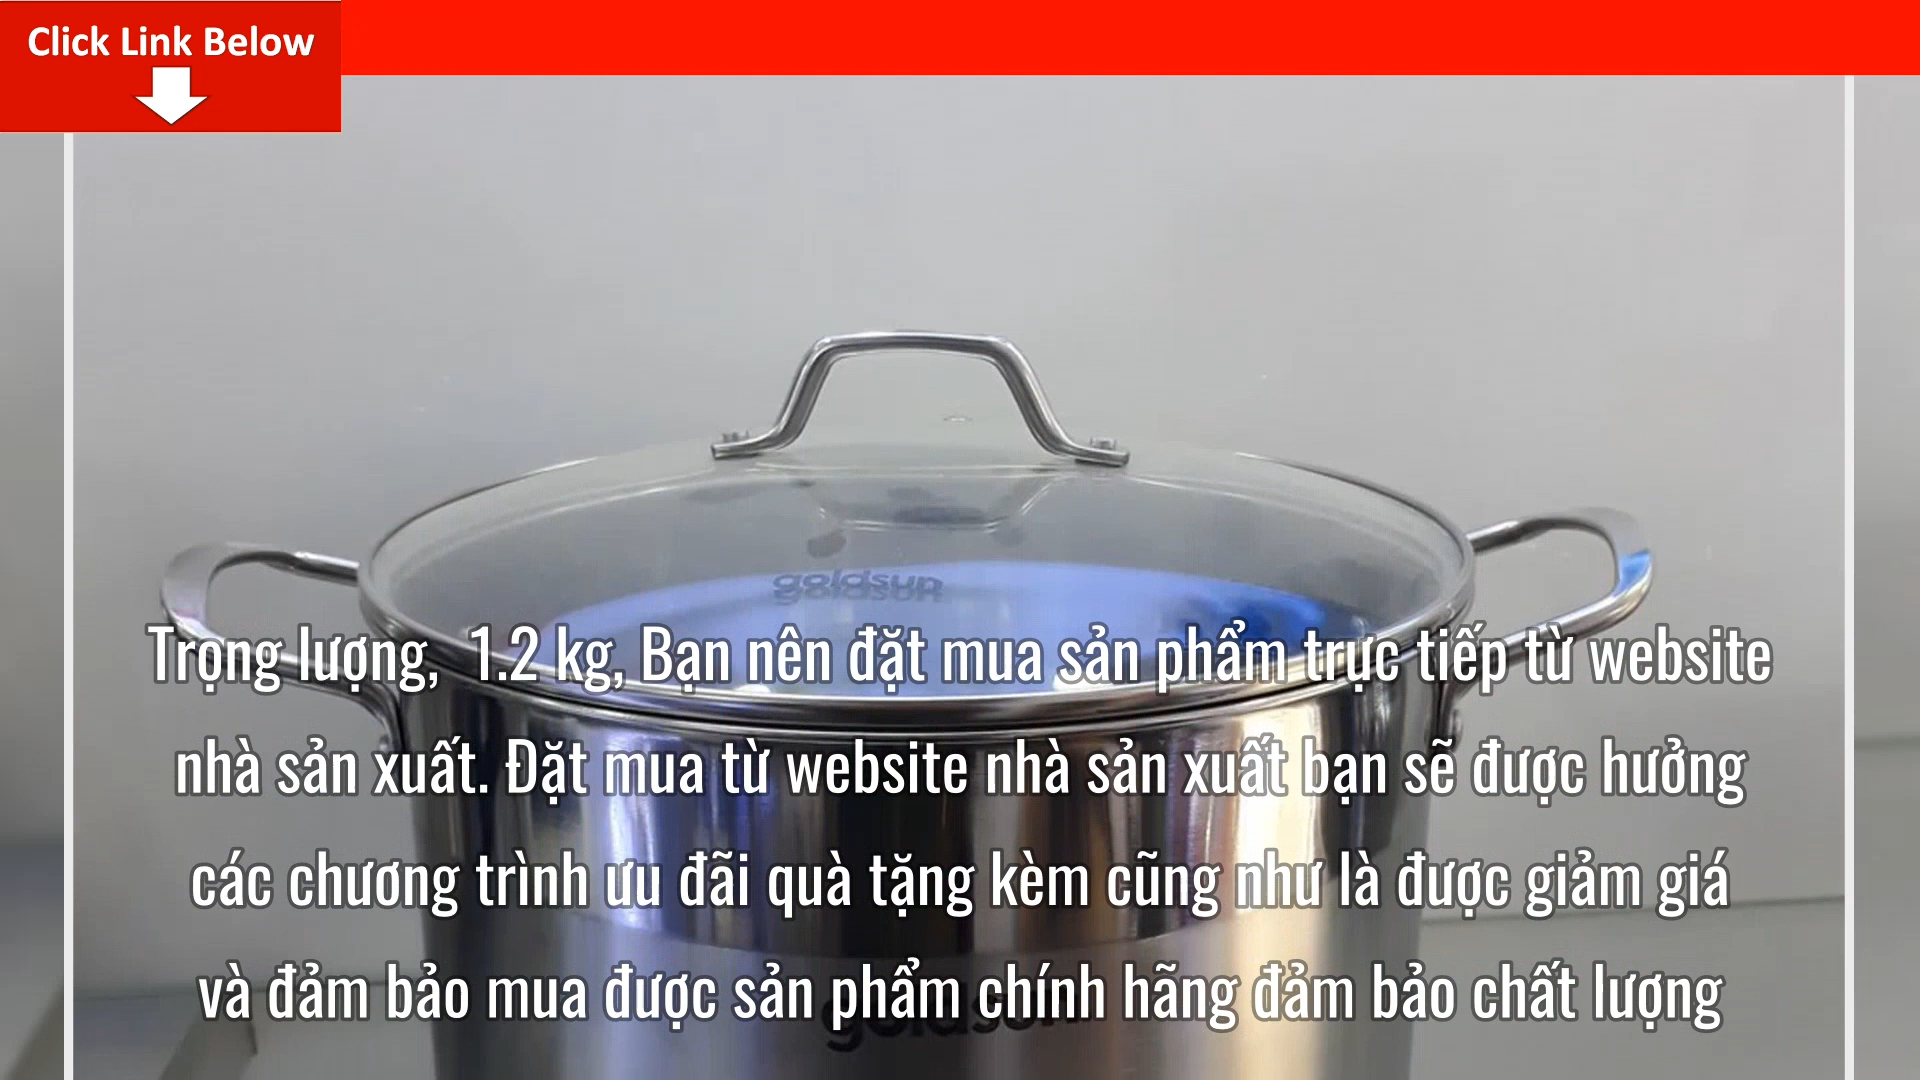 Click Link Below
goldsun
Trọng lượng,  1.2 kg, Bạn nên đặt mua sản phẩm trực tiếp từ website
nhà sản xuất. Đặt mua từ website nhà sản xuất bạn sẽ được hưởng
các chương trình ưu đãi quà tặng kèm cũng như là được giảm giá
và đảm bảo mua được sản phẩm chính hãng đảm bảo chất lượng
goldsun